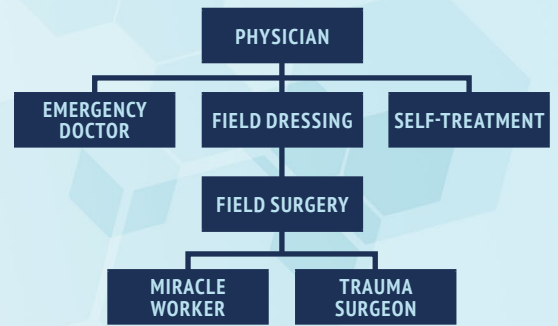 PHYSICIAN
EMERGENCY
DOCTOR
FIELD DRESSING
SELF-TREATMENT
FIELD SURGERY
MIRACLE
WORKER
TRAUMA
SURGEON